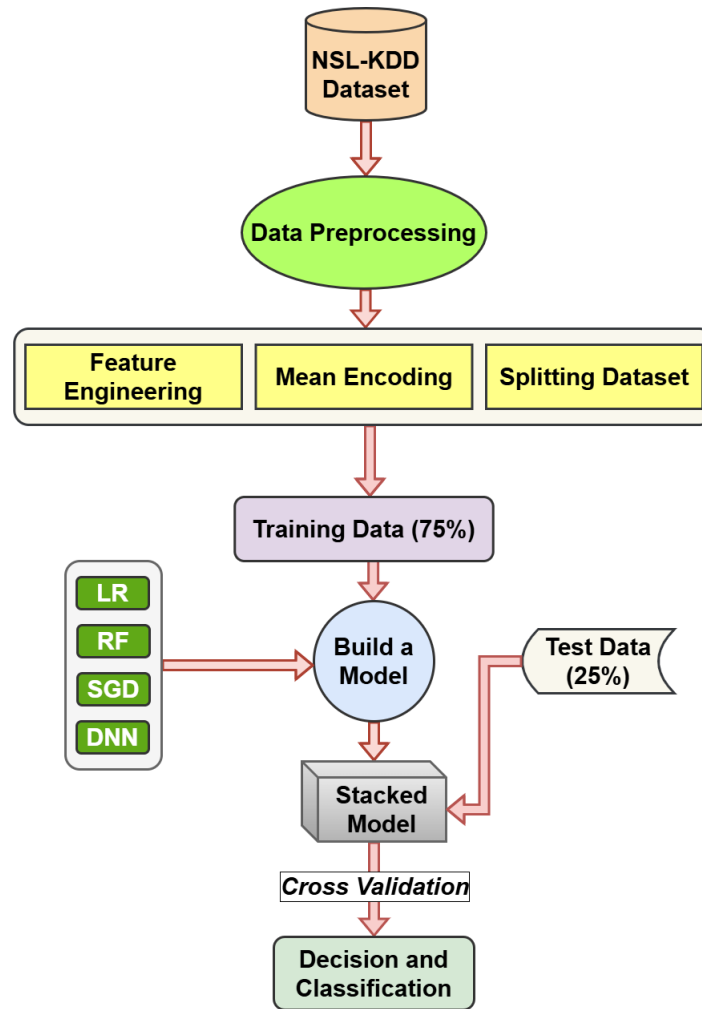 NSL-KDD
Dataset
Data Preprocessing
Feature
Engineering
Mean Encoding
Splitting Dataset
Training Data (75%)
LR
RF
SGD
DNN
Build a
Model
Test Data
(25%)
Stacked
Model
Cross Validation
Decision and
Classification